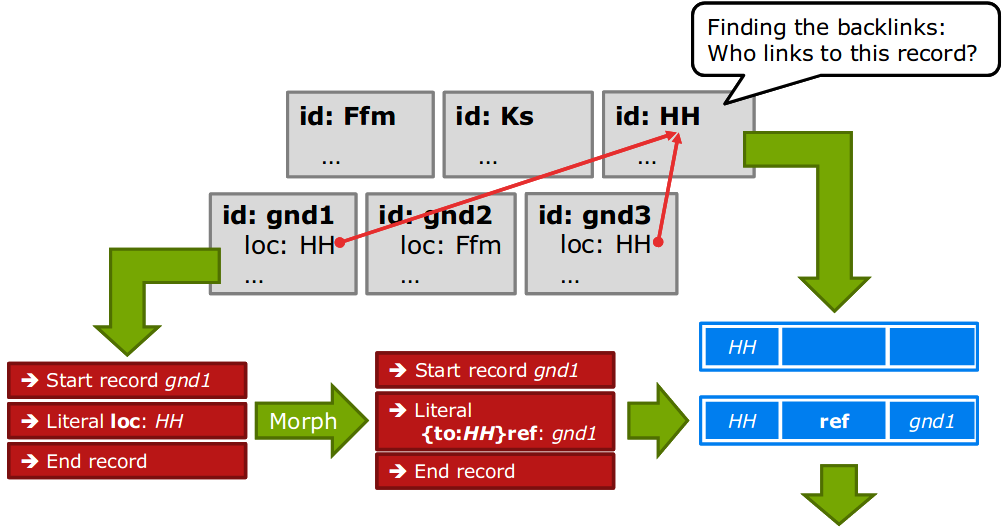 Finding the backlinks:
Who links to this record?
id: Ffm
...
id: Ks
...
id: HH
...
id: gnd1
loc: HH
...
id: gnd2
loc: Ffm
...
id: gnd3
loc: HH
...
➔ Start record gnd1
➔ Literal loc: HH
➔ End record
Morph
➔ Start record gnd1
➔ Literal
{to:HH}ref: gnd1
➔ End record
HH
HH ref gnd1